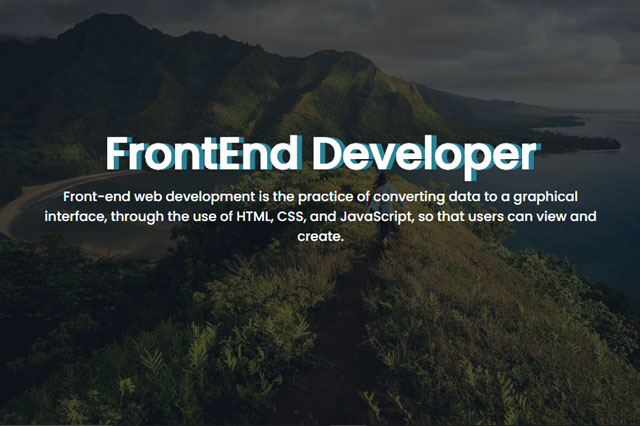 FrontEnd Developer
Front-end web development is the practice of converting data to a graphical
interface, through the use of HTML, CSS, and JavaScript, so that users can view and
create.